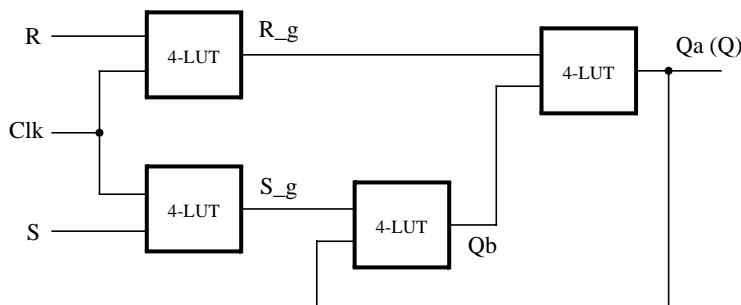 R
4-LUT
R_g
4-LUT
Qa (Q)
Clk
4-LUT
S_g
4-LUT
S
Qb